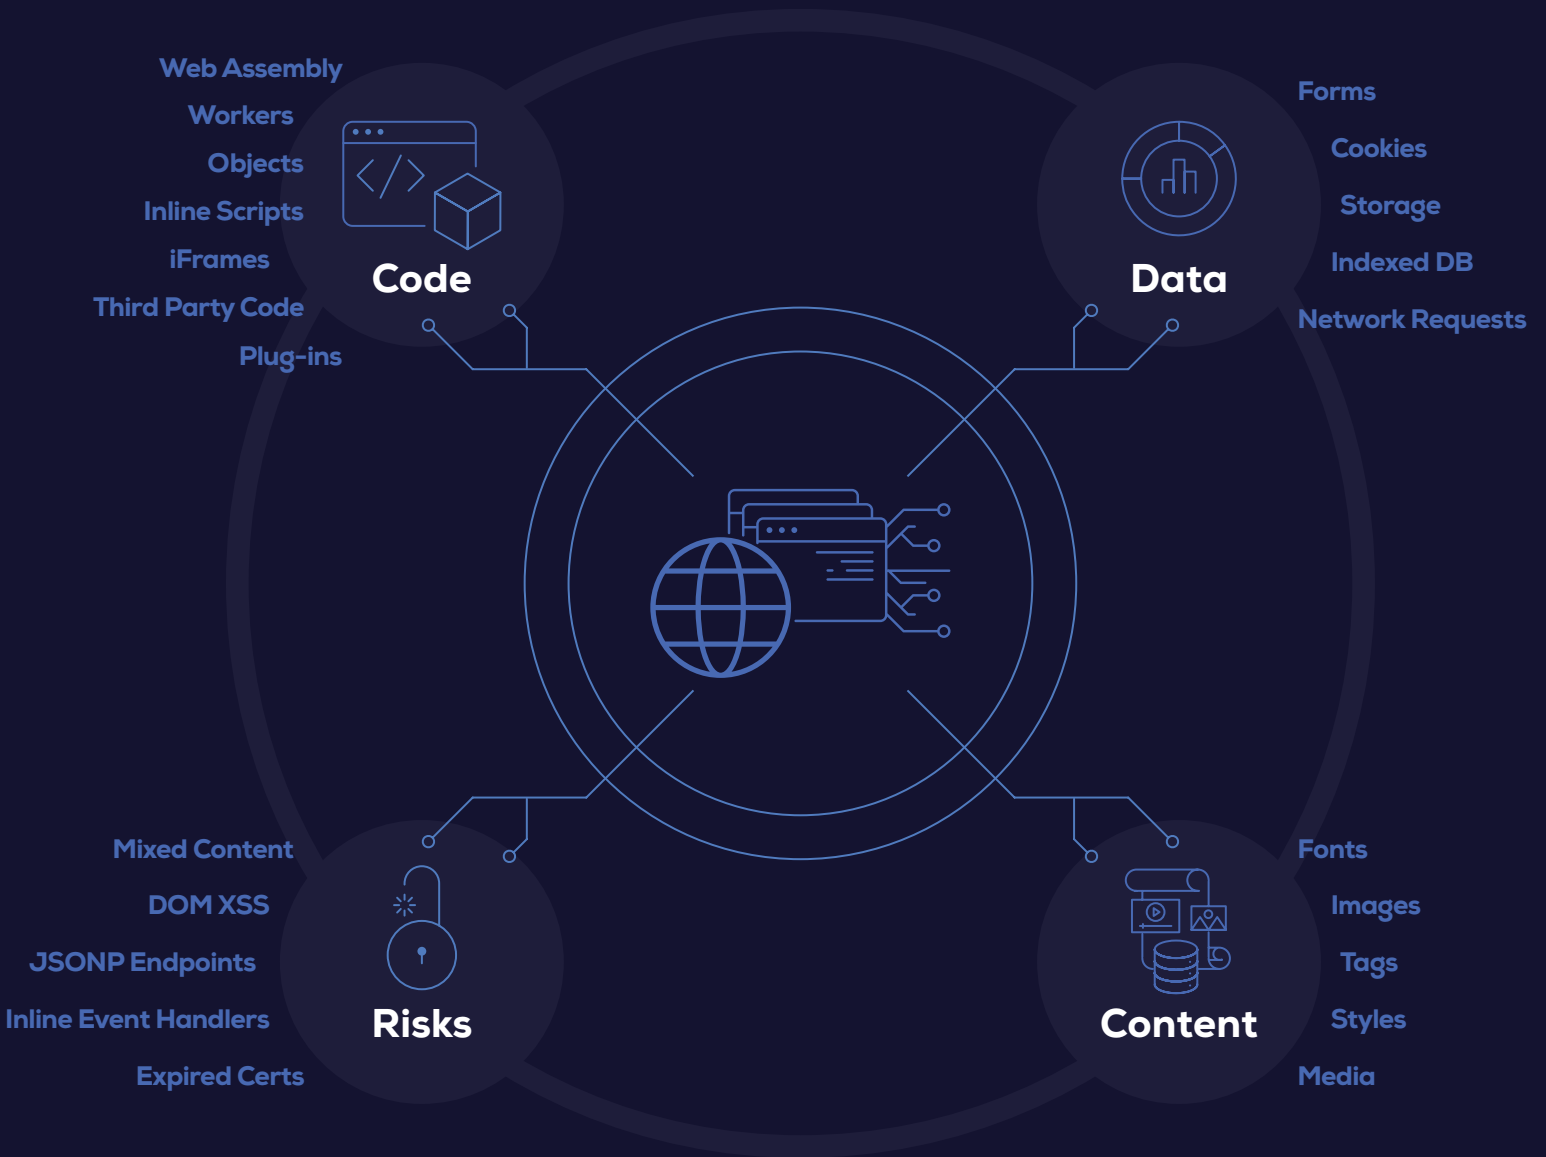 Web Assembly
Workers
Objects
Inline Scripts
iFrames
Third Party Code
Plug-ins
Code
Forms
Cookies
Storage
Indexed DB
Network Requests
Data
Mixed Content
DOM XSS
JSONP Endpoints
Inline Event Handlers
Expired Certs
Risks
Fonts
Images
Tags
Styles
Media
Content